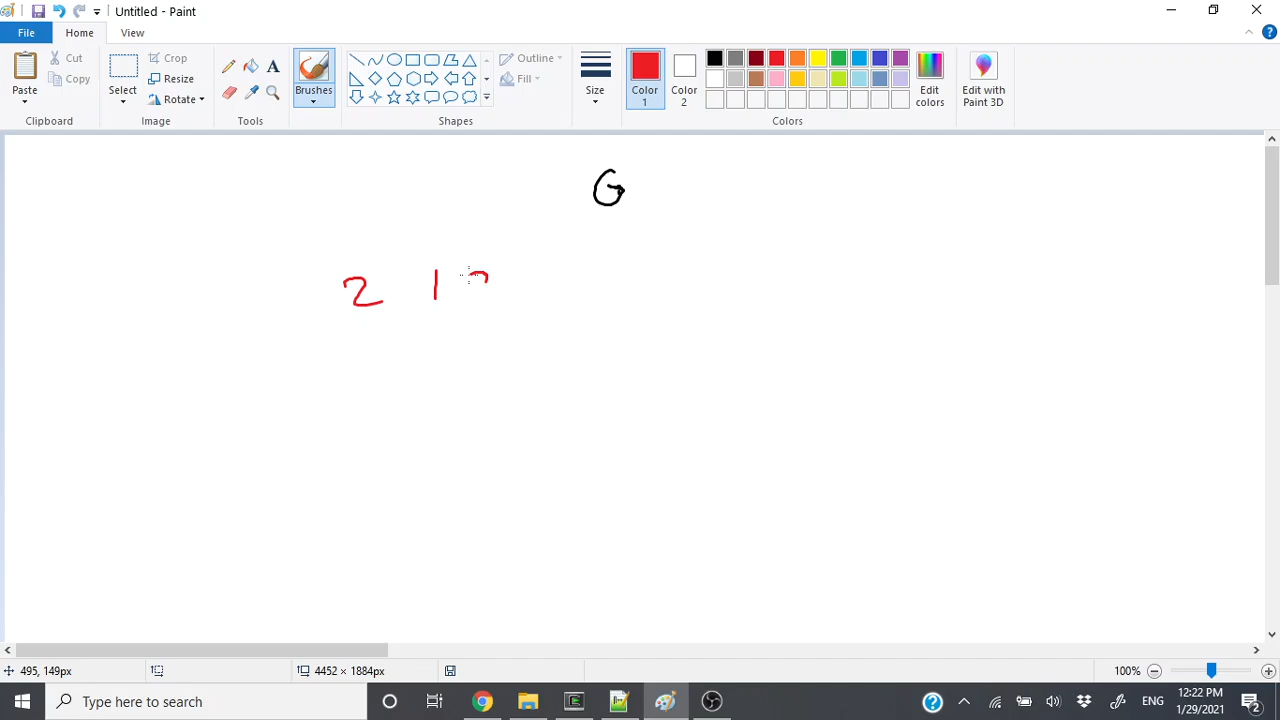 Untitled - Paint
File Home View
Paste
Cut
Copy
Clipboard
Select
Crop
Resize
Rotate
Image
A
Tools
Brushes
Shapes
Outline
Fill
Size
Color 1
Color 2
Colors
Edit colors
Edit with Paint 3D
G
2 1
495, 149px
4452 × 1884px
100%
Type here to search
ENG
12:22 PM
1/29/2021
2